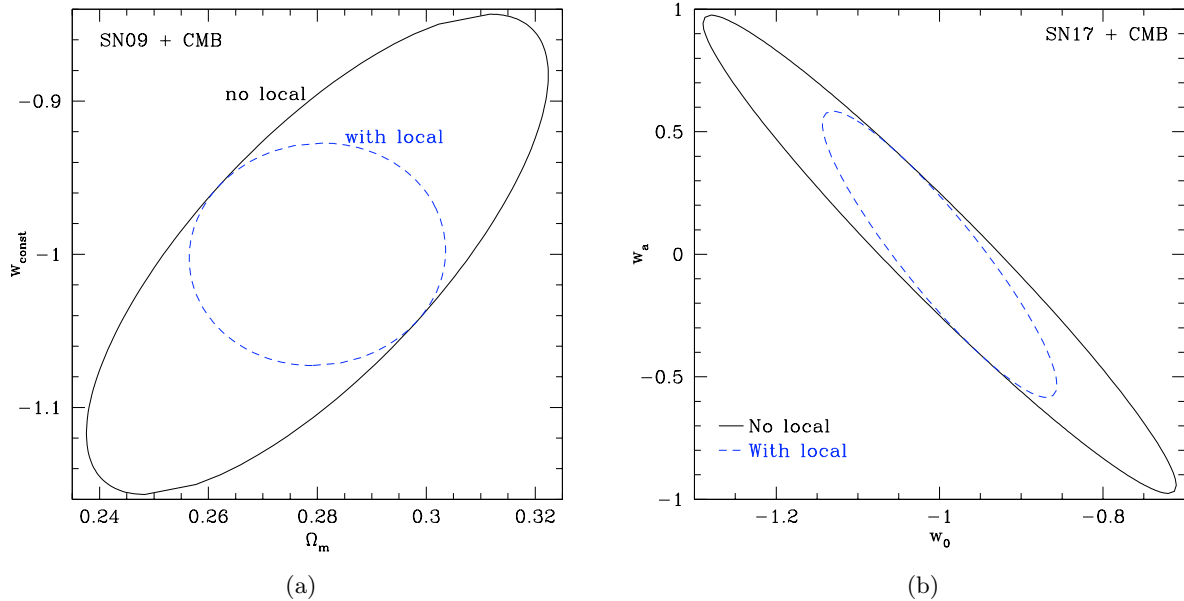 SN09 + CMB
no local
with local
−0.9
−1
−1.1
w_const
0.24
0.26
0.28
0.3
0.32
Ω_m
(a)
SN17 + CMB
1
0.5
0
−0.5
−1
w_a
No local
With local
−1.2
−1
−0.8
w_0
(b)